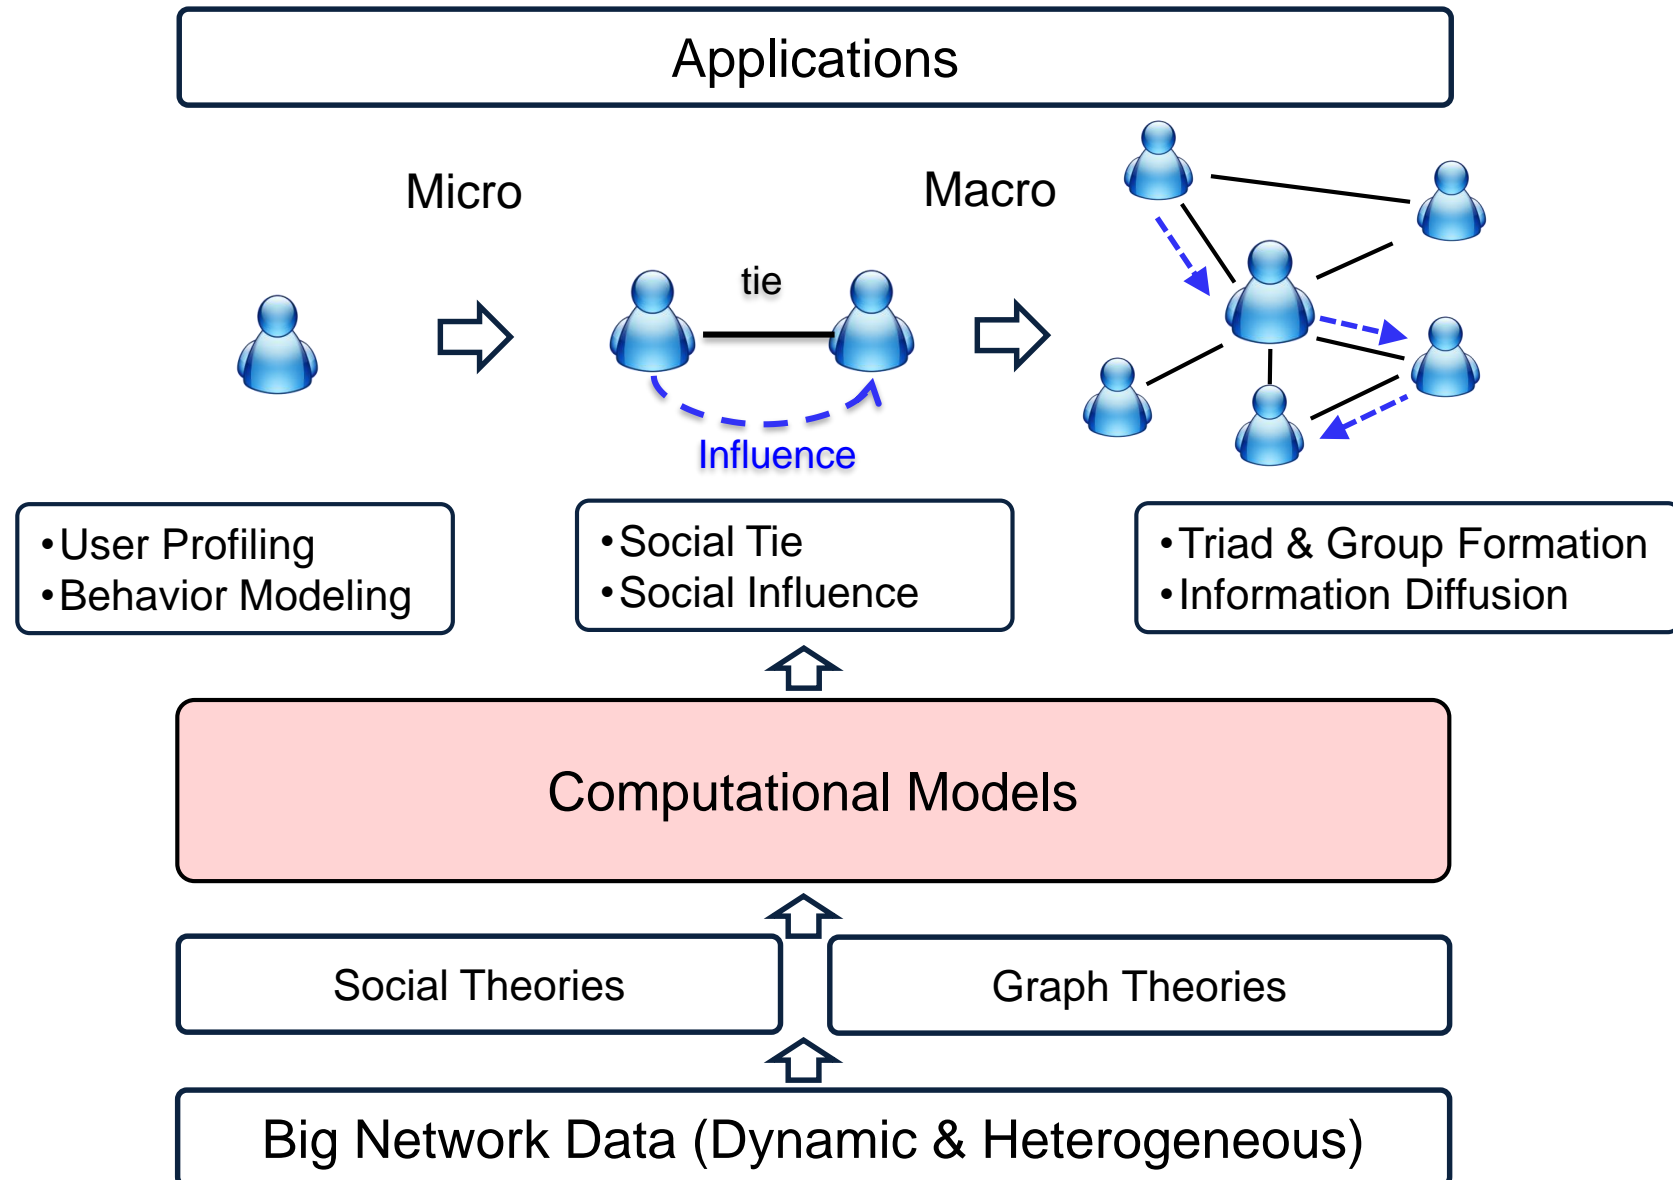 Applications
Micro
Macro
tie
Influence
•User Profiling
•Behavior Modeling
•Social Tie
•Social Influence
•Triad & Group Formation
•Information Diffusion
Computational Models
Social Theories
Graph Theories
Big Network Data (Dynamic & Heterogeneous)